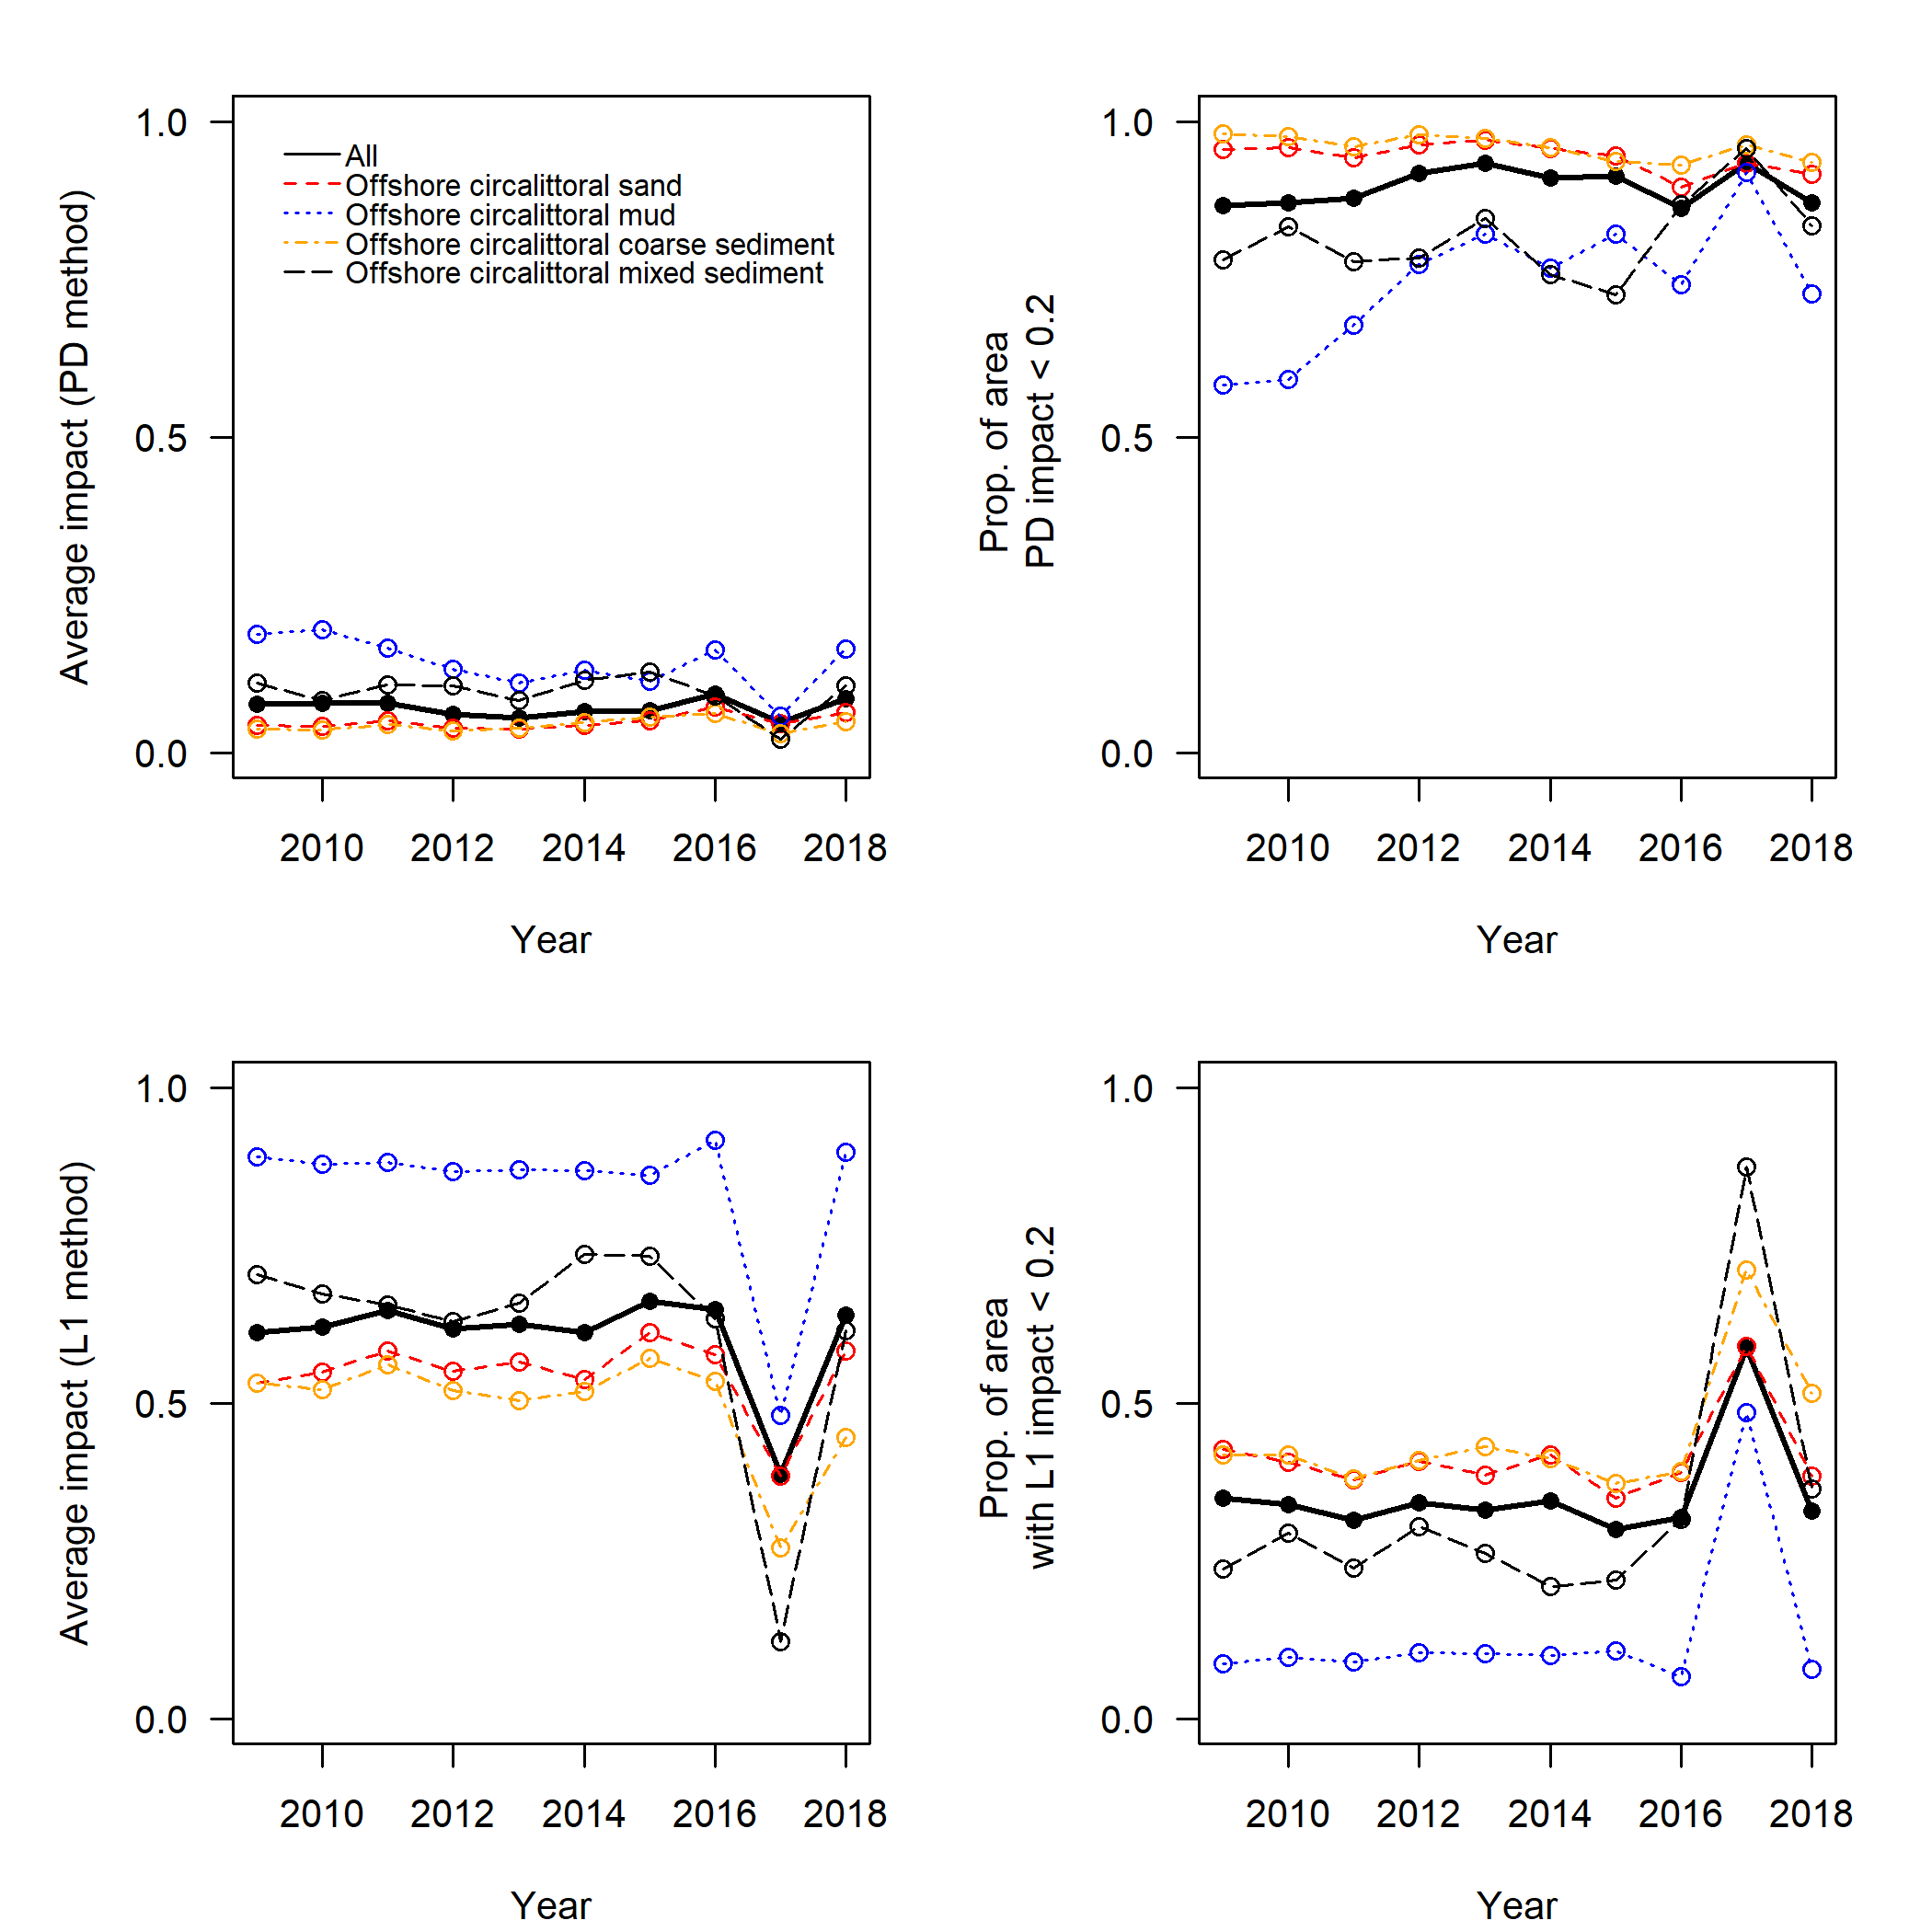 Average impact (PD method)
1.0
0.5
0.0
All
Offshore circalittoral sand
Offshore circalittoral mud
Offshore circalittoral coarse sediment
Offshore circalittoral mixed sediment
2010 2012 2014 2016 2018
Year
Prop. of area
PD impact < 0.2
1.0
0.5
0.0
2010 2012 2014 2016 2018
Year
Average impact (L1 method)
1.0
0.5
0.0
2010 2012 2014 2016 2018
Year
Prop. of area
with L1 impact < 0.2
1.0
0.5
0.0
2010 2012 2014 2016 2018
Year